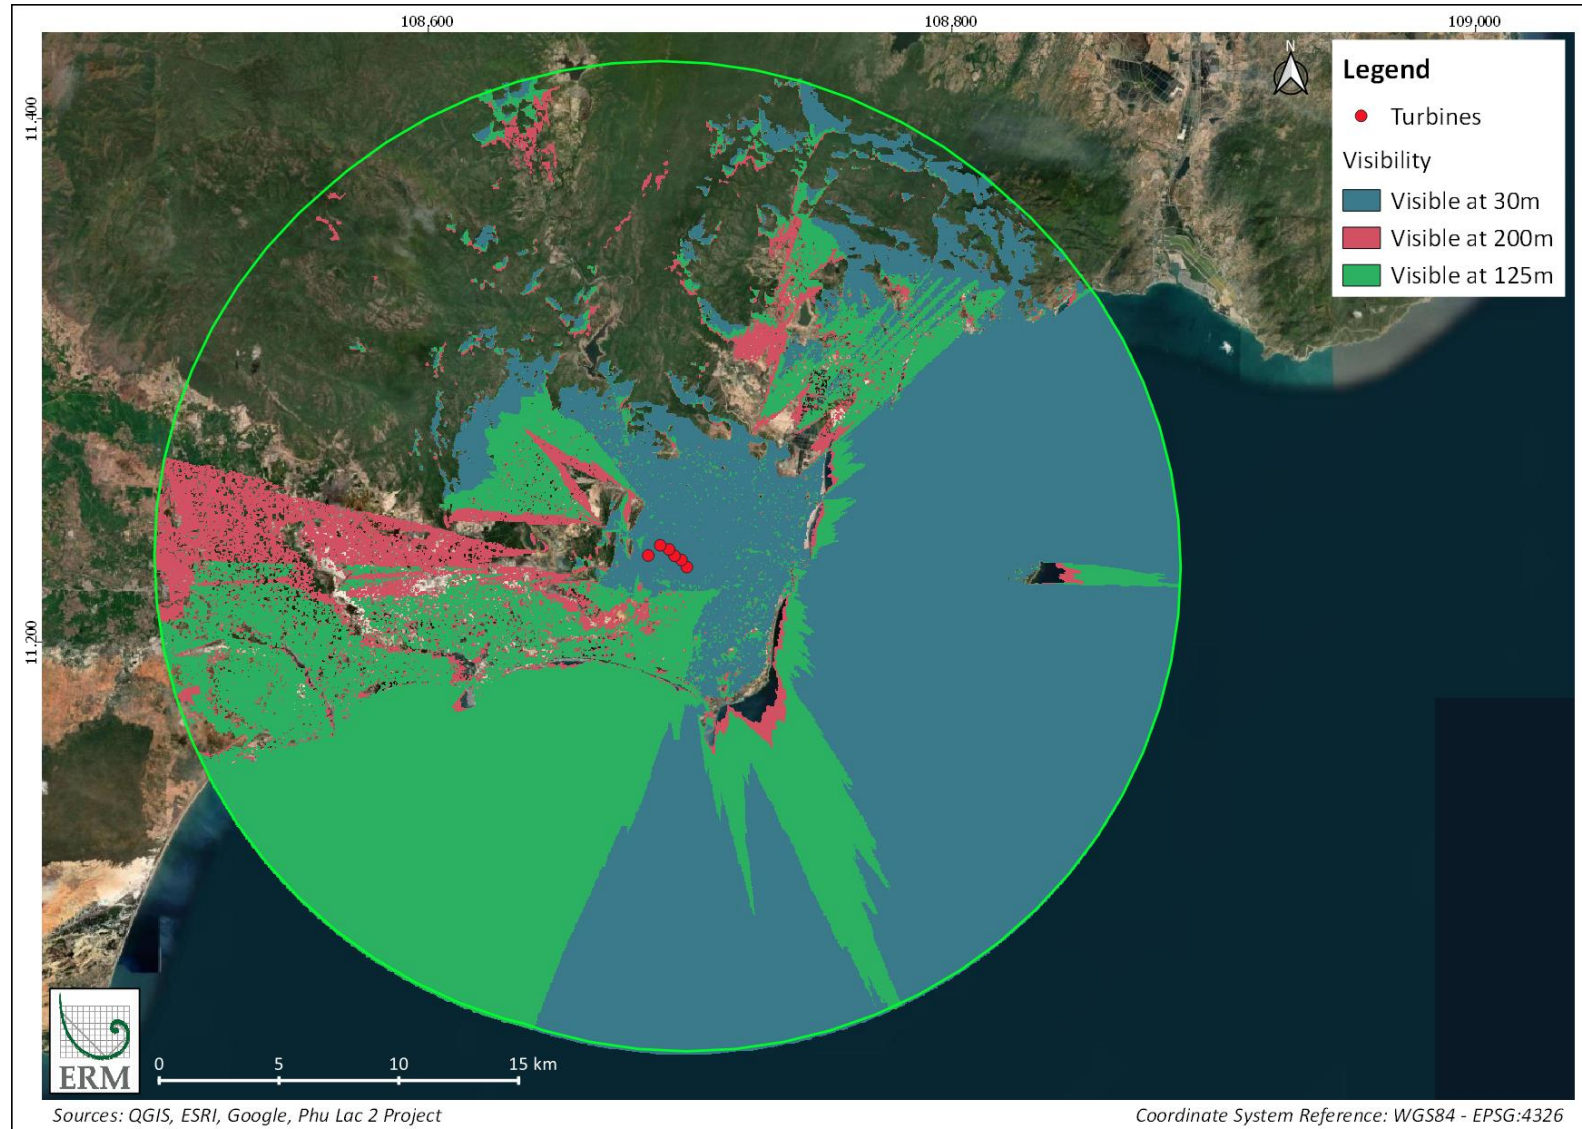 108,600
108,800
109,000
11,400
11,200
N
Legend
Turbines
Visibility
Visible at 30m
Visible at 200m
Visible at 125m
ERM
0 5 10 15 km
Sources: QGIS, ESRI, Google, Phu Lac 2 Project
Coordinate System Reference: WGS84 - EPSG:4326